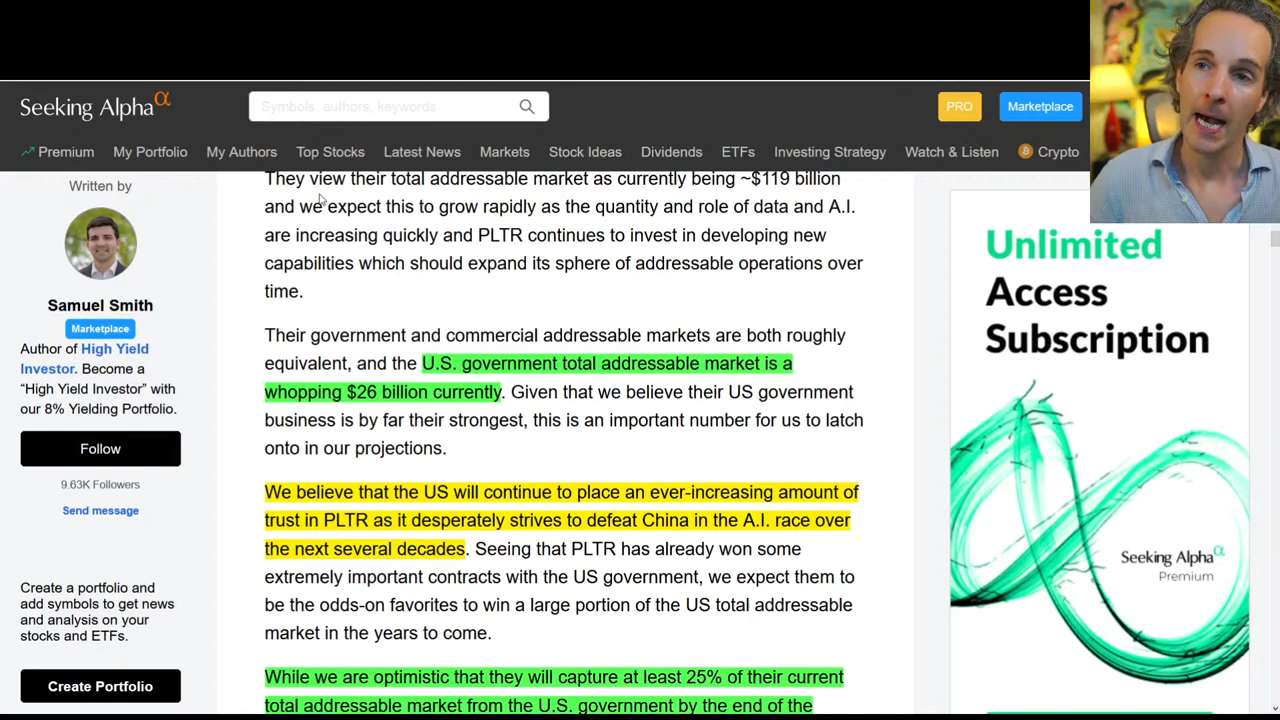 Seeking Alpha α
Symbols, authors, keywords
PRO
Marketplace
Premium
My Portfolio
My Authors
Top Stocks
Latest News
Markets
Stock Ideas
Dividends
ETFs
Investing Strategy
Watch & Listen
Crypto
Written by
Samuel Smith
Marketplace
Author of High Yield
Investor. Become a
“High Yield Investor” with
our 8% Yielding Portfolio.
Follow
9.63K Followers
Send message
Create a portfolio and
add symbols to get news
and analysis on your
stocks and ETFs.
Create Portfolio
They view their total addressable market as currently being ~$119 billion
and we expect this to grow rapidly as the quantity and role of data and A.I.
are increasing quickly and PLTR continues to invest in developing new
capabilities which should expand its sphere of addressable operations over
time.
Their government and commercial addressable markets are both roughly
equivalent, and the U.S. government total addressable market is a
whopping $26 billion currently. Given that we believe their US government
business is by far their strongest, this is an important number for us to latch
onto in our projections.
We believe that the US will continue to place an ever-increasing amount of
trust in PLTR as it desperately strives to defeat China in the A.I. race over
the next several decades. Seeing that PLTR has already won some
extremely important contracts with the US government, we expect them to
be the odds-on favorites to win a large portion of the US total addressable
market in the years to come.
While we are optimistic that they will capture at least 25% of their current
total addressable market from the U.S. government by the end of the
Unlimited
Access
Subscription
Seeking Alpha α
Premium